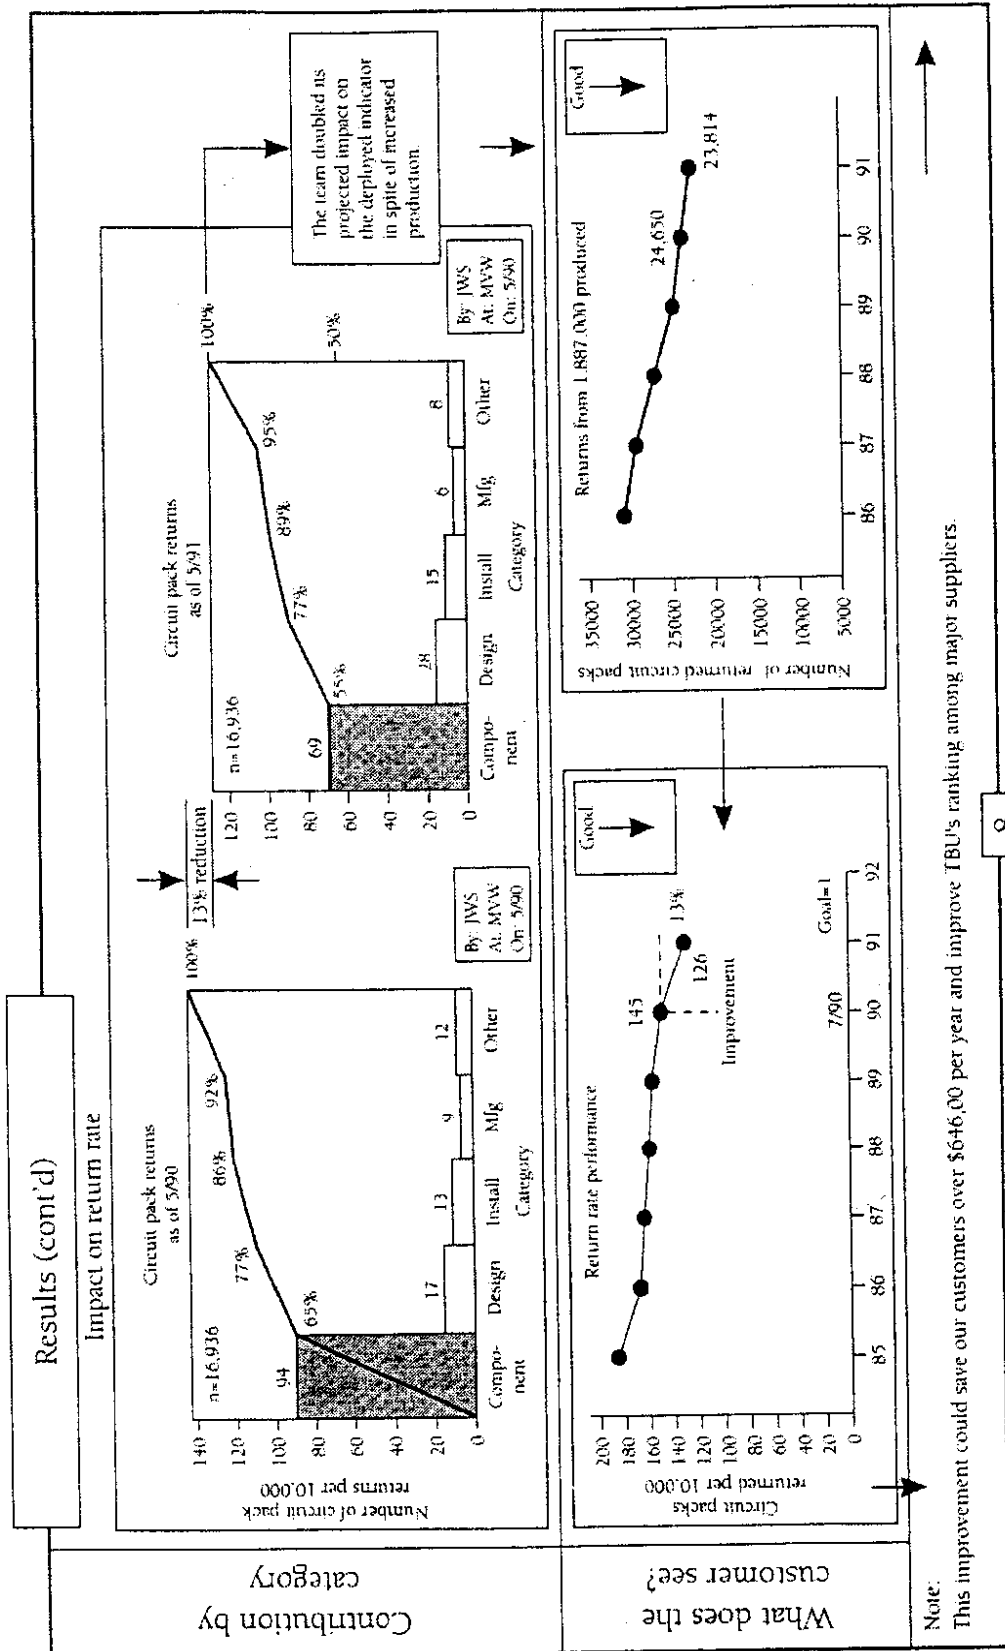 Results (cont'd)
Impact on return rate
Contribution by
category
Circuit pack returns
as of 5/90
n=16,936
Number of circuit pack
returns per 10,000
140
120
100
80
60
40
20
0
94
65%
17
77%
13
86%
9
92%
12
100%
Compo-
nent
Design
Install
Mfg
Other
Category
By: JWS
At: MVW
On: 5/90
13% reduction
Circuit pack returns
as of 5/91
n=16,936
120
100
80
60
40
20
0
69
55%
28
77%
15
89%
6
95%
8
100%
50%
Compo-
nent
Design
Install
Mfg
Other
Category
By: JWS
At: MVW
On: 5/90
The team doubled its
projected impact on
the deployed indicator
in spite of increased
production.
What does the
customer see?
Return rate performance
Good
Circuit packs
returned per 10,000
200
180
160
140
120
100
80
60
40
20
0
145
126
13%
Improvement
Goal=1
7/90
85
86
87
88
89
90
91
92
Returns from 1,887,000 produced
Good
Number of returned circuit packs
35000
30000
25000
20000
15000
10000
5000
24,650
23,814
86
87
88
89
90
91
Note:
This improvement could save our customers over $646,00 per year and improve TBU's ranking among major suppliers.